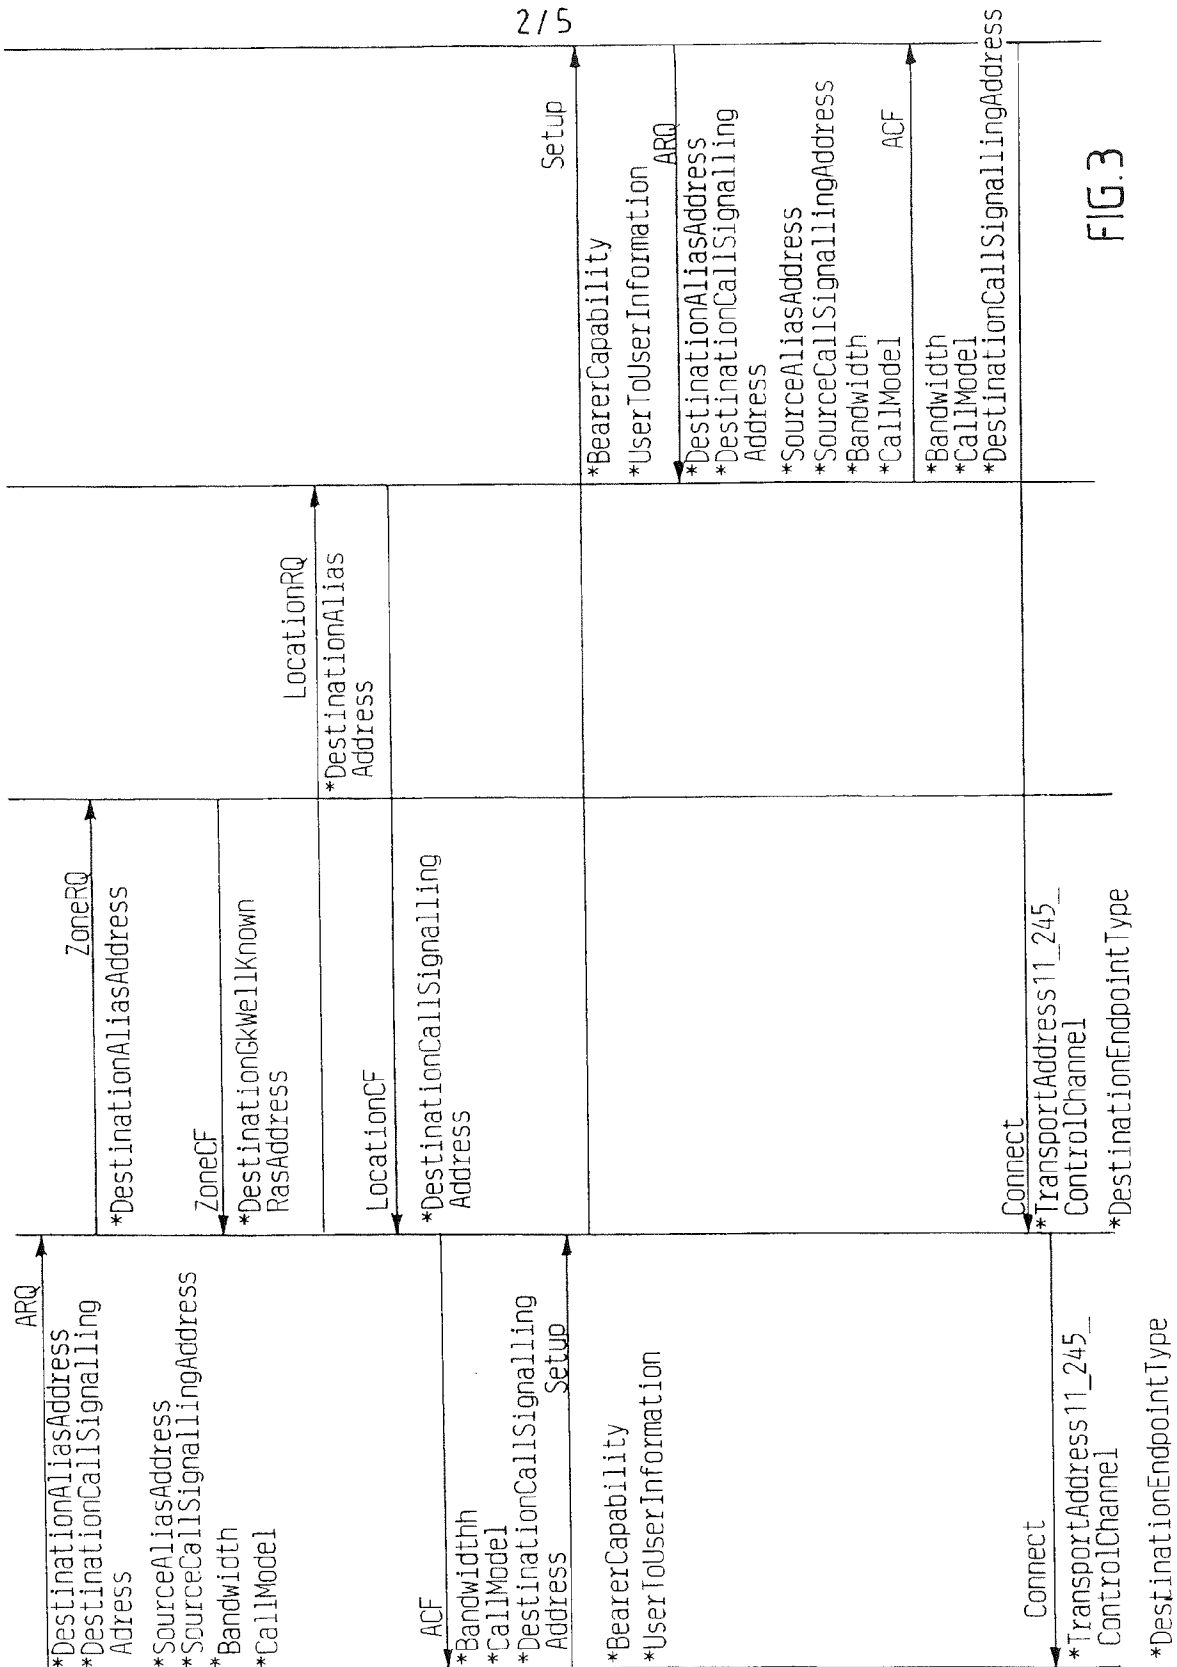 2/5
ARQ
*DestinationAliasAddress
*DestinationCallSignalling
Adress
*SourceAliasAddress
*SourceCallSignallingAddress
*Bandwidth
*CallModel
ZoneRQ
*DestinationAliasAddress
ZoneCF
*DestinationGkWellKnown
RasAddress
LocationRQ
*DestinationAlias
Address
LocationCF
*DestinationCallSignalling
Address
ACF
*Bandwidthh
*CallModel
*DestinationCallSignalling
Address
Setup
*BearerCapability
*UserToUserInformation
Setup
*BearerCapability
*UserToUserInformation
ARQ
*DestinationAliasAddress
*DestinationCallSignalling
Address
*SourceAliasAddress
*SourceCallSignallingAddress
*Bandwidth
*CallModel
ACF
*Bandwidth
*CallModel
*DestinationCallSignallingAddress
Connect
*TransportAddress11_245_
ControlChannel
*DestinationEndpointType
Connect
*TransportAddress11_245_
ControlChannel
*DestinationEndpointType
FIG.3